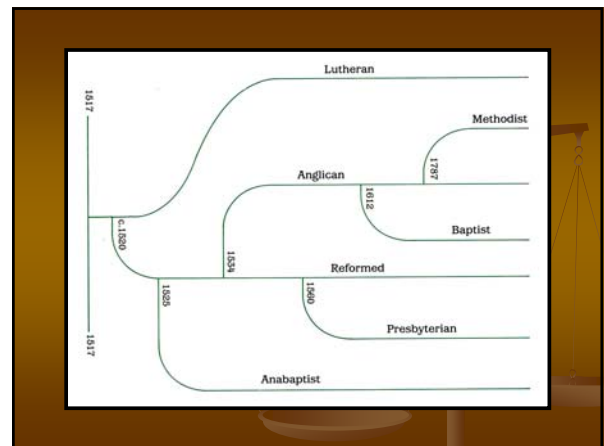 Lutheran
1517
Methodist
1787
Anglican
1612
c.1520
Baptist
1534
Reformed
1525
1560
Presbyterian
1517
Anabaptist